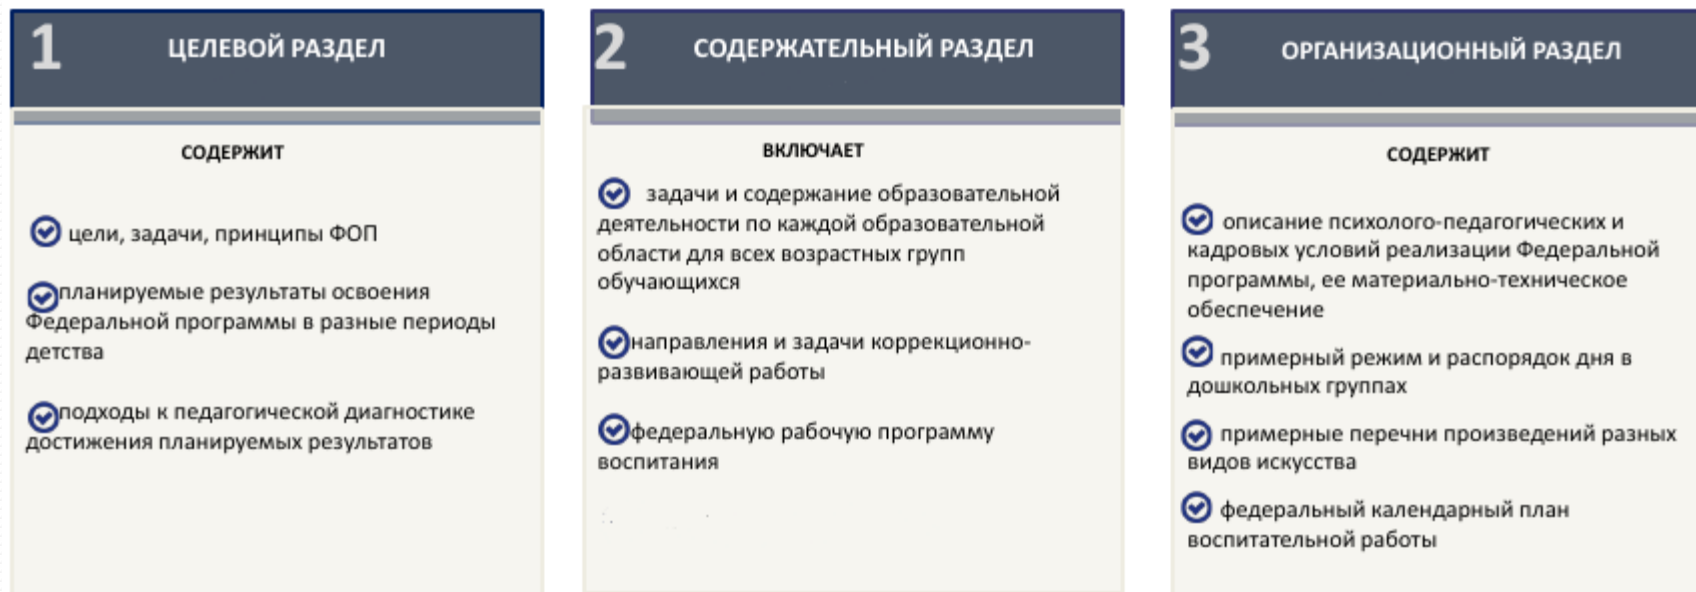 1
ЦЕЛЕВОЙ РАЗДЕЛ
СОДЕРЖИТ
цели, задачи, принципы ФОП
планируемые результаты освоения
Федеральной программы в разные периоды
детства
подходы к педагогической диагностике
достижения планируемых результатов
2
СОДЕРЖАТЕЛЬНЫЙ РАЗДЕЛ
ВКЛЮЧАЕТ
задачи и содержание образовательной
деятельности по каждой образовательной
области для всех возрастных групп
обучающихся
направления и задачи коррекционно-
развивающей работы
федеральную рабочую программу
воспитания
3
ОРГАНИЗАЦИОННЫЙ РАЗДЕЛ
СОДЕРЖИТ
описание психолого-педагогических и
кадровых условий реализации Федеральной
программы, ее материально-техническое
обеспечение
примерный режим и распорядок дня в
дошкольных группах
примерные перечни произведений разных
видов искусства
федеральный календарный план
воспитательной работы